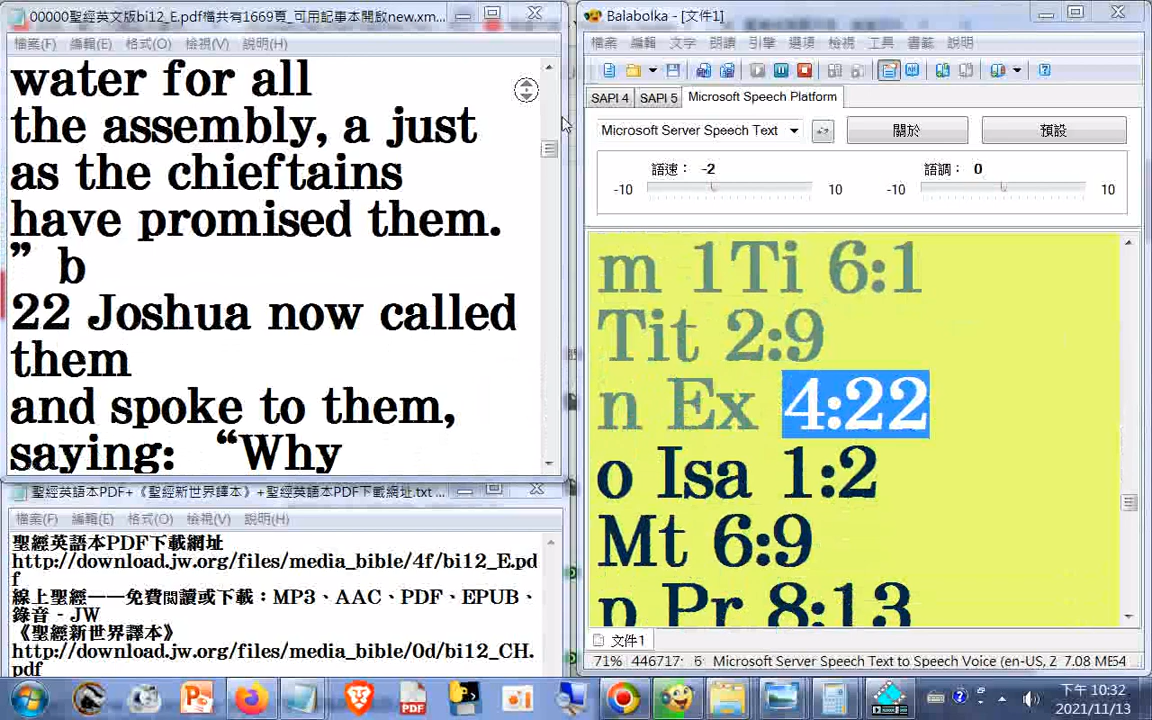 00000聖經英文版bi12_E.pdf檔共有1669頁_可用記事本開啟new.xm...
檔案(F) 編輯(E) 格式(O) 檢視(V) 說明(H)
water for all
the assembly, a just
as the chieftains
have promised them.
” b
22 Joshua now called
them
and spoke to them,
saying: “Why
聖經英語本PDF+《聖經新世界譯本》+聖經英語本PDF下載網址.txt ...
檔案(F) 編輯(E) 格式(O) 檢視(V) 說明(H)
聖經英語本PDF下載網址
http://download.jw.org/files/media_bible/4f/bi12_E.pd
f
線上聖經——免費閱讀或下載：MP3、AAC、PDF、EPUB、
錄音 - JW
《聖經新世界譯本》
http://download.jw.org/files/media_bible/0d/bi12_CH.
pdf
Balabolka - [文件1]
檔案 編輯 文字 朗讀 引擎 選項 檢視 工具 書籤 說明
SAPI 4 SAPI 5 Microsoft Speech Platform
Microsoft Server Speech Text 關於 預設
語速： -2 語調： 0
-10 10 -10 10
m 1Ti 6:1
Tit 2:9
n Ex 4:22
o Isa 1:2
Mt 6:9
p Pr 8:13
文件1
71% 446717: 5 Microsoft Server Speech Text to Speech Voice (en-US, Z 7.08 ME54
PDF
下午 10:32
2021/11/13